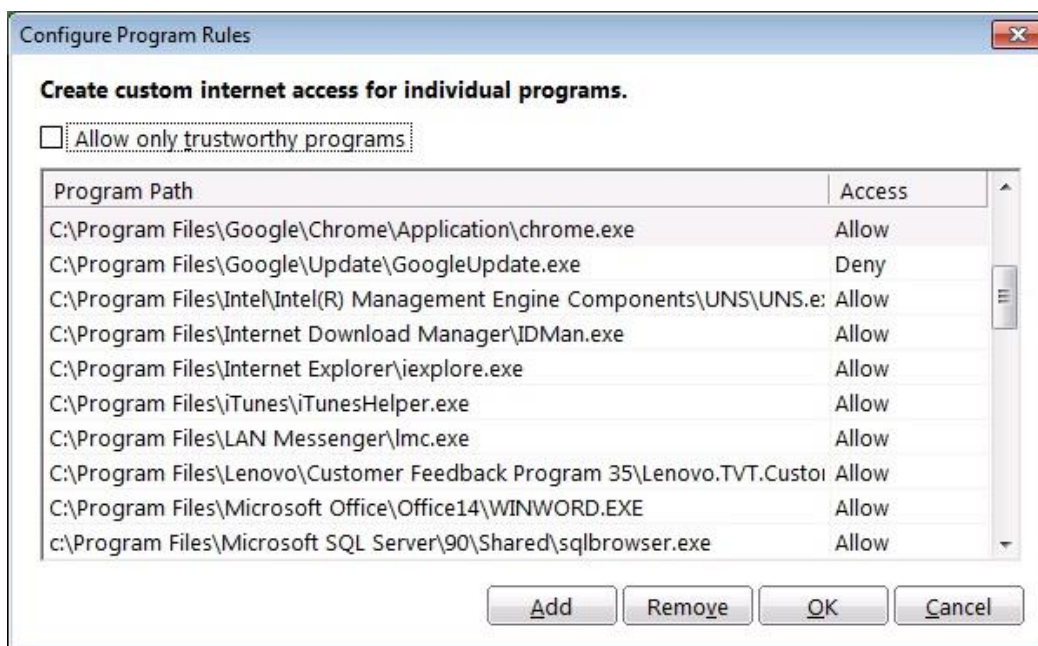 Configure Program Rules
Create custom internet access for individual programs.
Allow only trustworthy programs
Program Path Access
C:\Program Files\Google\Chrome\Application\chrome.exe Allow
C:\Program Files\Google\Update\GoogleUpdate.exe Deny
C:\Program Files\Intel\Intel(R) Management Engine Components\UNS\UNS.e Allow
C:\Program Files\Internet Download Manager\IDMan.exe Allow
C:\Program Files\Internet Explorer\iexplore.exe Allow
C:\Program Files\iTunes\iTunesHelper.exe Allow
C:\Program Files\LAN Messenger\lmc.exe Allow
C:\Program Files\Lenovo\Customer Feedback Program 35\Lenovo.TVT.Custo Allow
C:\Program Files\Microsoft Office\Office14\WINWORD.EXE Allow
c:\Program Files\Microsoft SQL Server\90\Shared\sqlbrowser.exe Allow
Add Remove OK Cancel